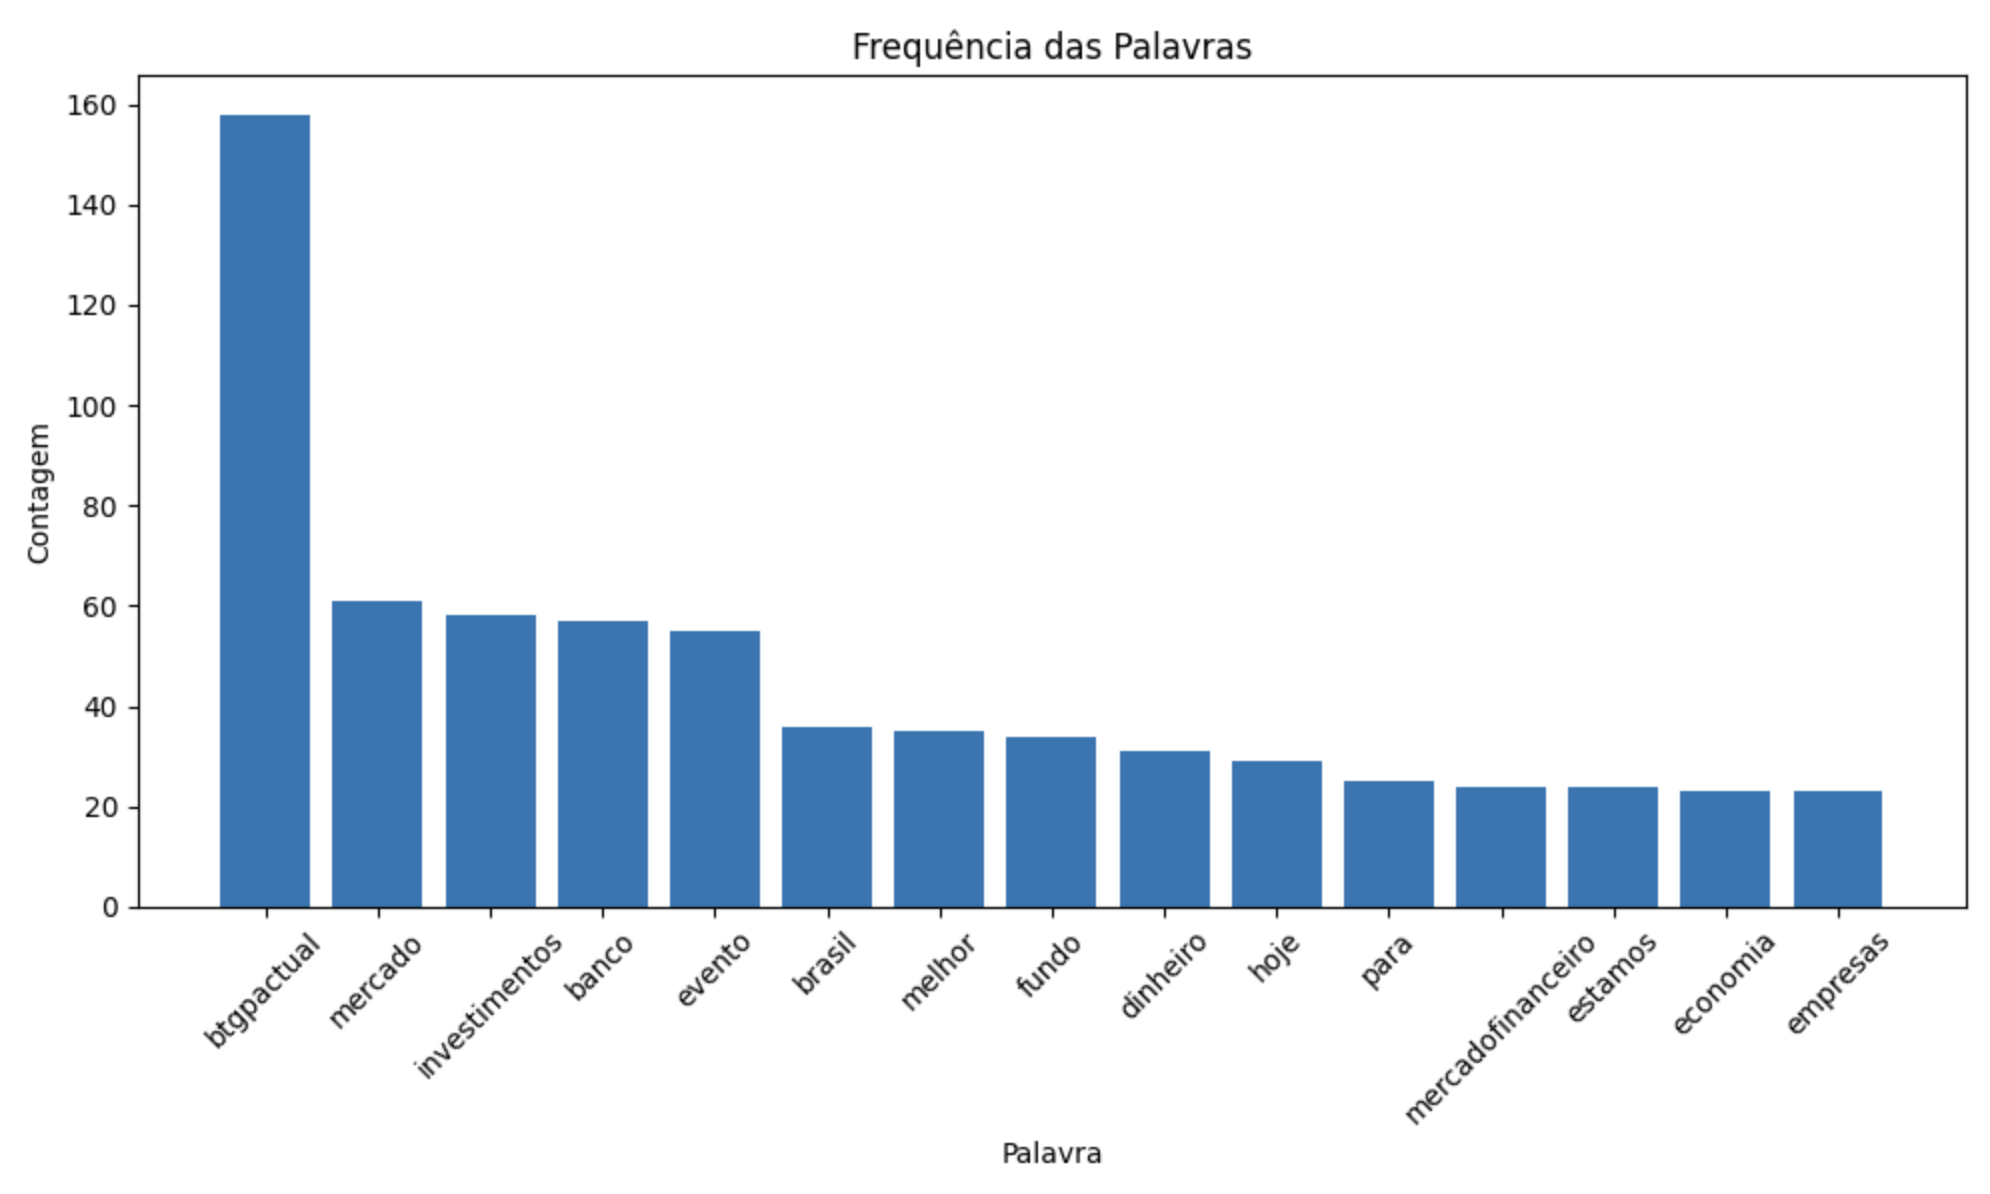 Frequência das Palavras
Contagem
160
140
120
100
80
60
40
20
0
btgpactual
mercado
investimentos
banco
evento
brasil
melhor
fundo
dinheiro
hoje
para
mercadofinanceiro
estamos
economia
empresas
Palavra